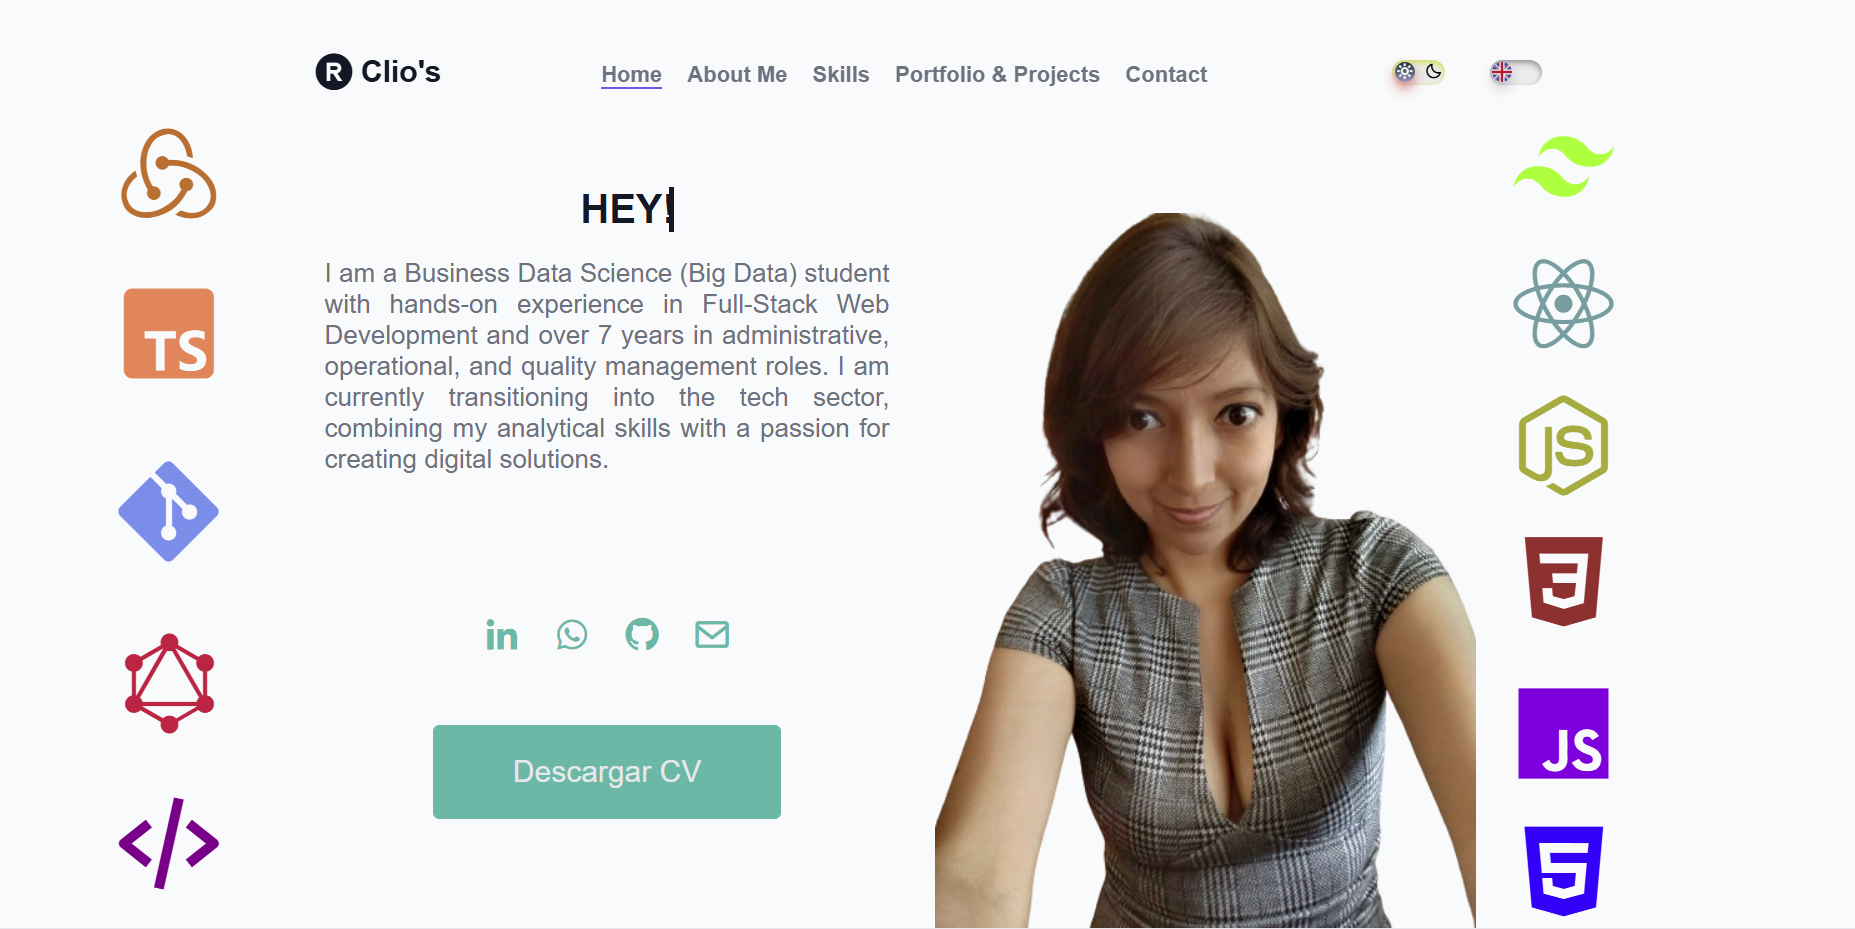 R Clio's
Home About Me Skills Portfolio & Projects Contact
HEY!
I am a Business Data Science (Big Data) student
with hands-on experience in Full-Stack Web
Development and over 7 years in administrative,
operational, and quality management roles. I am
currently transitioning into the tech sector,
combining my analytical skills with a passion for
creating digital solutions.
in
Descargar CV
TS
JS
3
JS
5